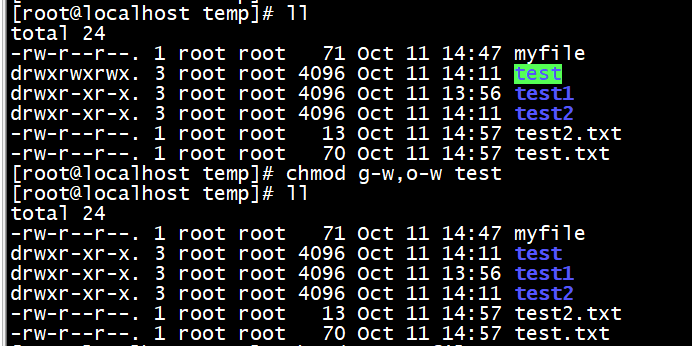 [root@localhost temp]# ll
total 24
-rw-r--r--. 1 root root   71 Oct 11 14:47 myfile
drwxrwxrwx. 3 root root 4096 Oct 11 14:11 test
drwxr-xr-x. 3 root root 4096 Oct 11 13:56 test1
drwxr-xr-x. 3 root root 4096 Oct 11 14:11 test2
-rw-r--r--. 1 root root   13 Oct 11 14:57 test2.txt
-rw-r--r--. 1 root root   70 Oct 11 14:57 test.txt
[root@localhost temp]# chmod g-w,o-w test
[root@localhost temp]# ll
total 24
-rw-r--r--. 1 root root   71 Oct 11 14:47 myfile
drwxr-xr-x. 3 root root 4096 Oct 11 14:11 test
drwxr-xr-x. 3 root root 4096 Oct 11 13:56 test1
drwxr-xr-x. 3 root root 4096 Oct 11 14:11 test2
-rw-r--r--. 1 root root   13 Oct 11 14:57 test2.txt
-rw-r--r--. 1 root root   70 Oct 11 14:57 test.txt